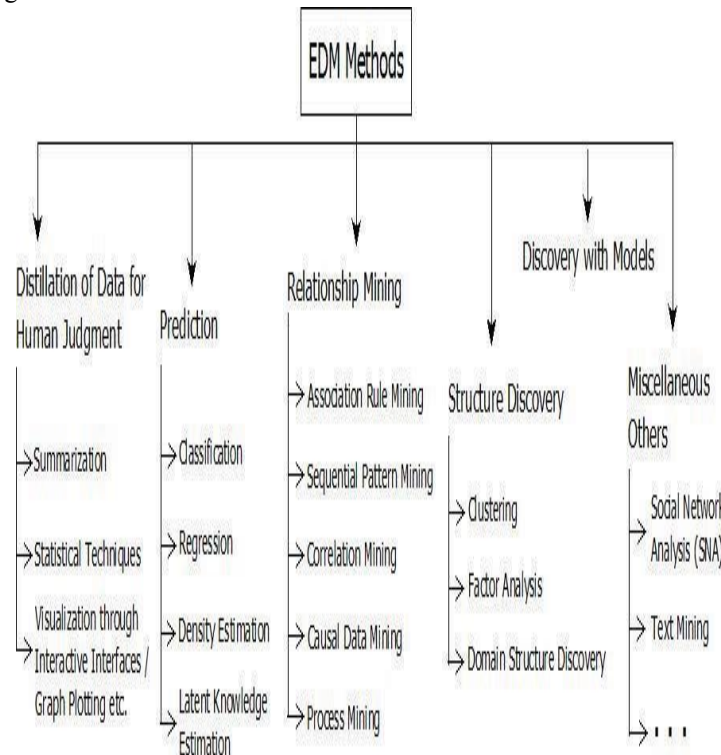 g
EDM Methods
Distillation of Data for
Human Judgment
Summarization
Statistical Techniques
Visualization through
Interactive Interfaces /
Graph Plotting etc.
Prediction
Classification
Regression
Density Estimation
Latent Knowledge
Estimation
Relationship Mining
Association Rule Mining
Sequential Pattern Mining
Correlation Mining
Causal Data Mining
Process Mining
Structure Discovery
Clustering
Factor Analysis
Domain Structure Discovery
Discovery with Models
Miscellaneous
Others
Social Network
Analysis (SNA)
Text Mining
. . .